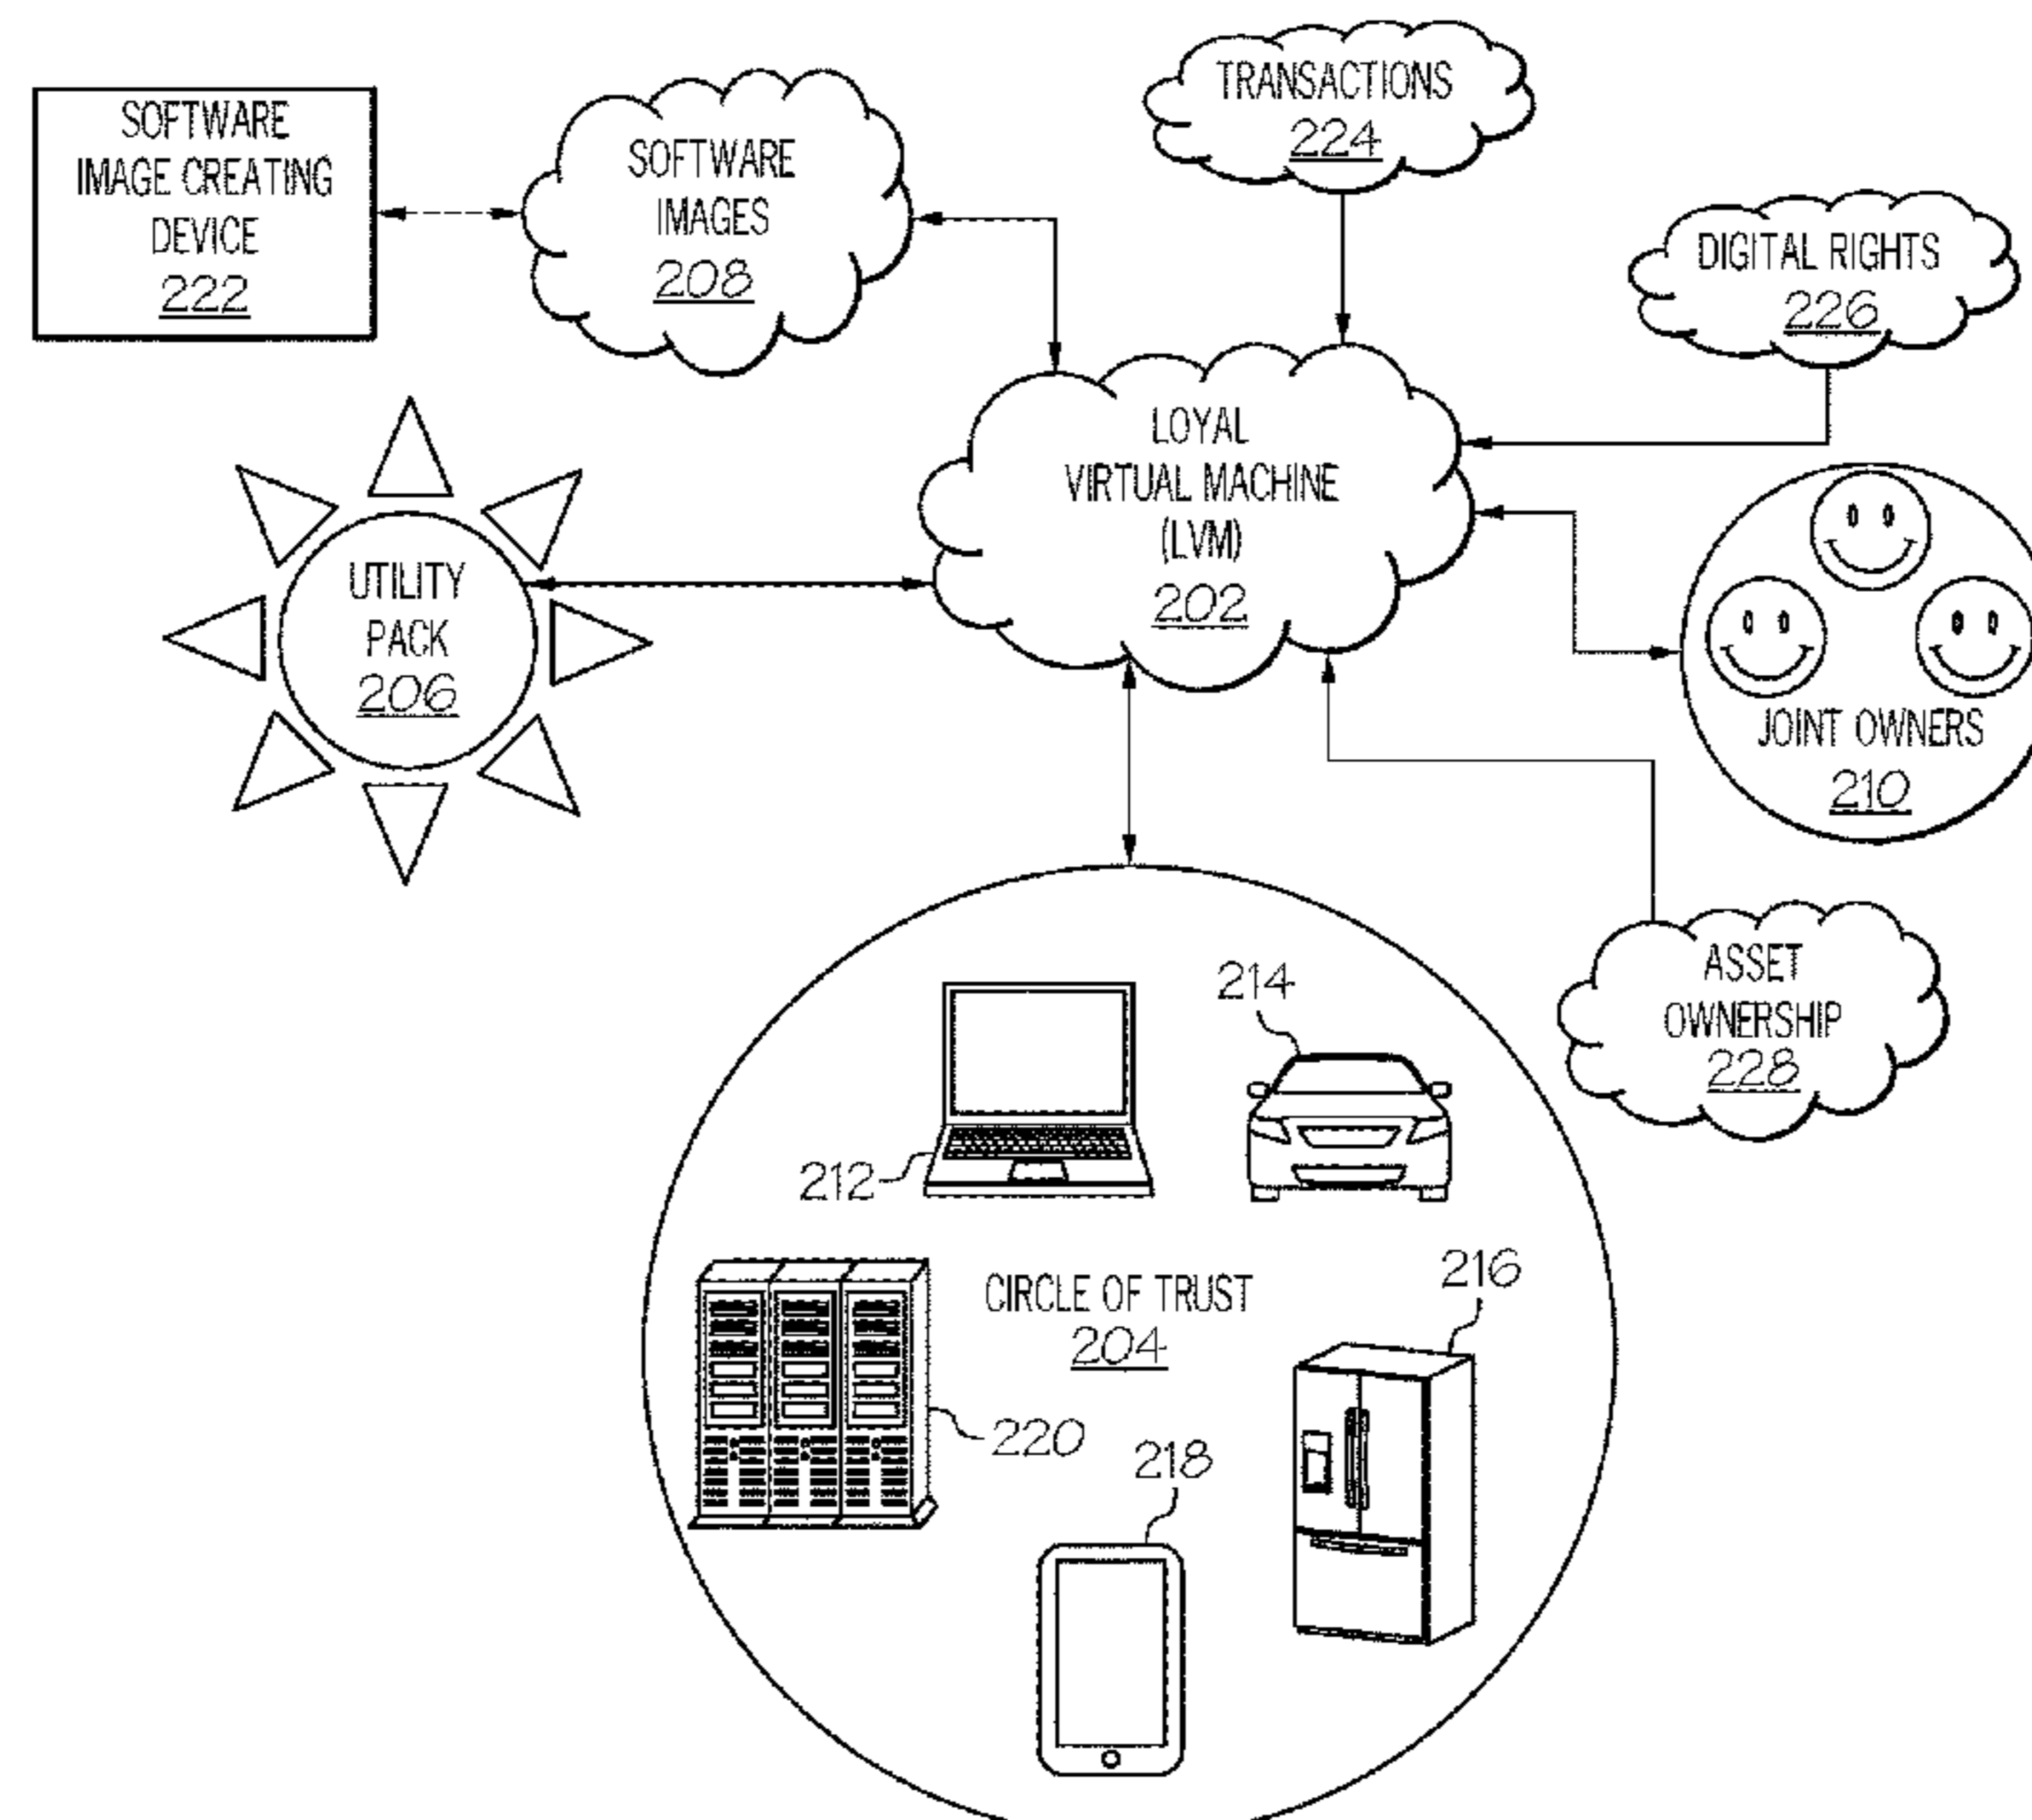 SOFTWARE
IMAGE CREATING
DEVICE
222
SOFTWARE
IMAGES
208
TRANSACTIONS
224
DIGITAL RIGHTS
226
LOYAL
VIRTUAL MACHINE
(LVM)
202
UTILITY
PACK
206
JOINT OWNERS
210
ASSET
OWNERSHIP
228
214
212
CIRCLE OF TRUST
204
216
220
218